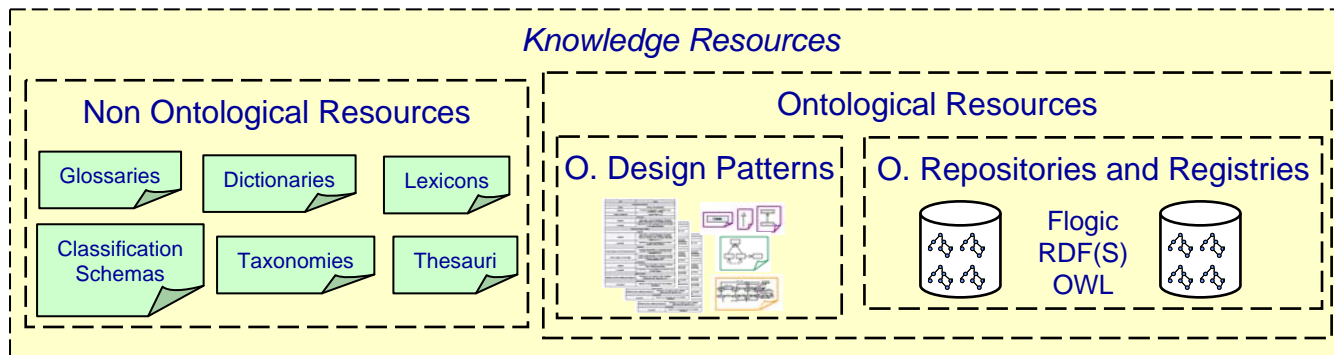 Knowledge Resources
Non Ontological Resources
Glossaries
Dictionaries
Lexicons
Classification
Schemas
Taxonomies
Thesauri
Ontological Resources
O. Design Patterns
O. Repositories and Registries
Flogic
RDF(S)
OWL